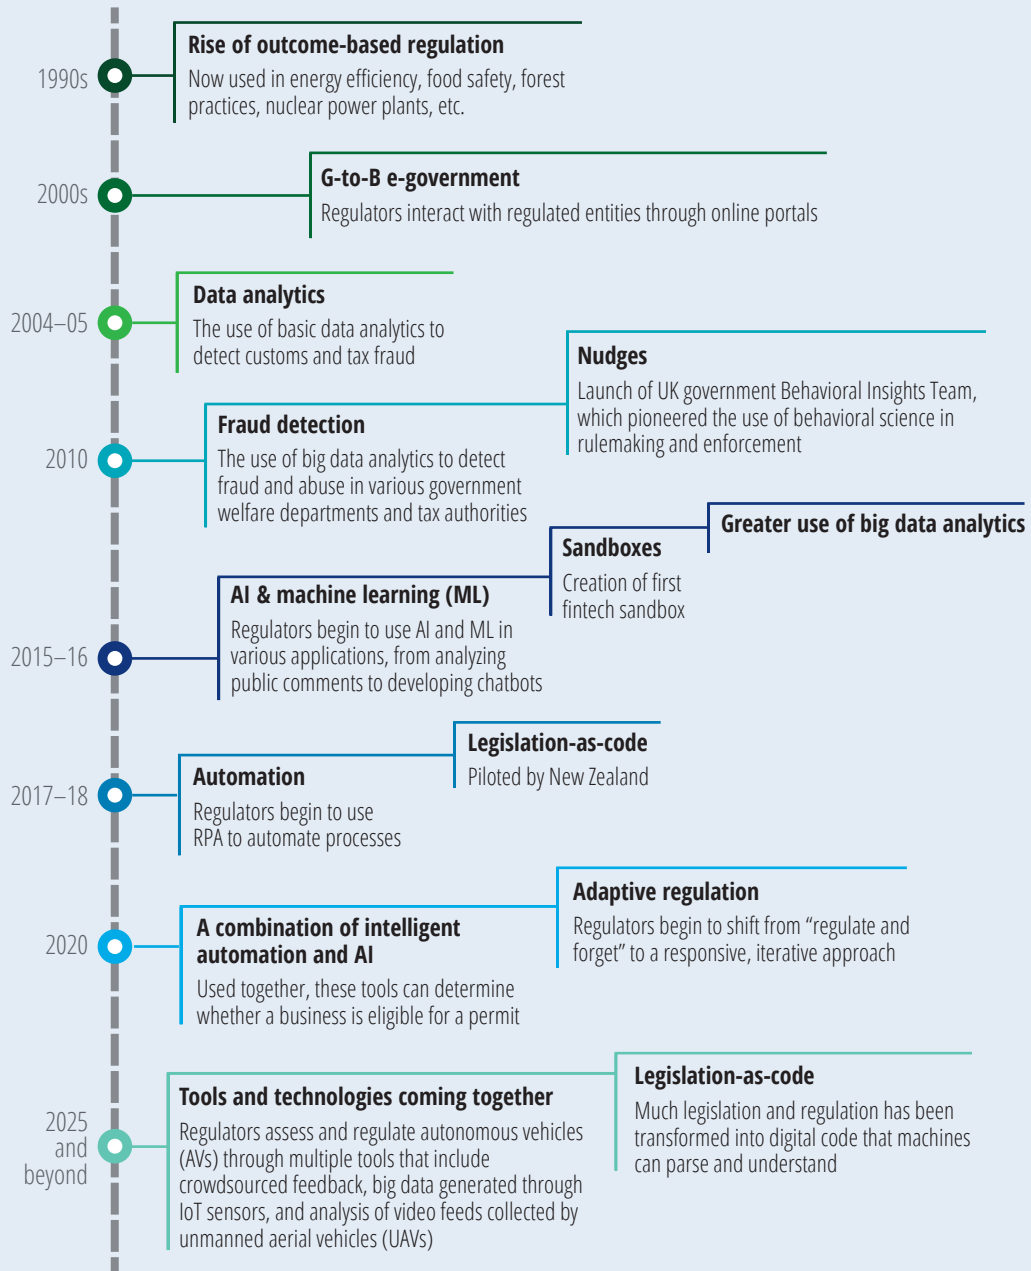 1990s
Rise of outcome-based regulation
Now used in energy efficiency, food safety, forest
practices, nuclear power plants, etc.
2000s
G-to-B e-government
Regulators interact with regulated entities through online portals
2004–05
Data analytics
The use of basic data analytics to
detect customs and tax fraud
2010
Fraud detection
The use of big data analytics to detect
fraud and abuse in various government
welfare departments and tax authorities
Nudges
Launch of UK government Behavioral Insights Team,
which pioneered the use of behavioral science in
rulemaking and enforcement
2015–16
AI & machine learning (ML)
Regulators begin to use AI and ML in
various applications, from analyzing
public comments to developing chatbots
Sandboxes
Creation of first
fintech sandbox
Greater use of big data analytics
2017–18
Automation
Regulators begin to use
RPA to automate processes
Legislation-as-code
Piloted by New Zealand
2020
A combination of intelligent
automation and AI
Used together, these tools can determine
whether a business is eligible for a permit
Adaptive regulation
Regulators begin to shift from “regulate and
forget” to a responsive, iterative approach
2025
and
beyond
Tools and technologies coming together
Regulators assess and regulate autonomous vehicles
(AVs) through multiple tools that include
crowdsourced feedback, big data generated through
IoT sensors, and analysis of video feeds collected by
unmanned aerial vehicles (UAVs)
Legislation-as-code
Much legislation and regulation has been
transformed into digital code that machines
can parse and understand